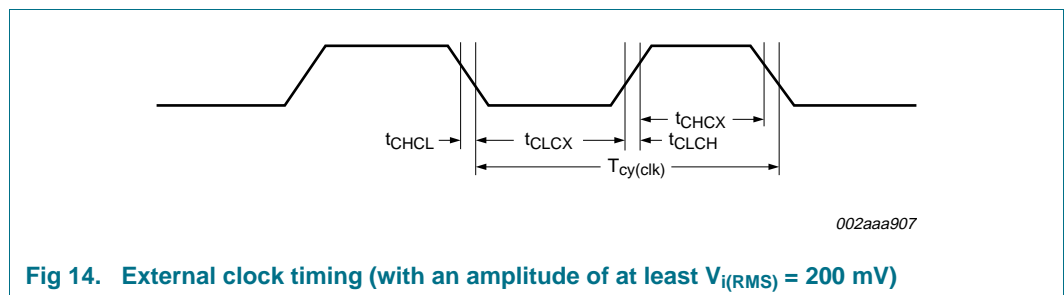 tCHCX
tCHCL tCLCX tCLCH
Tcy(clk)
002aaa907
Fig 14. External clock timing (with an amplitude of at least Vi(RMS) = 200 mV)